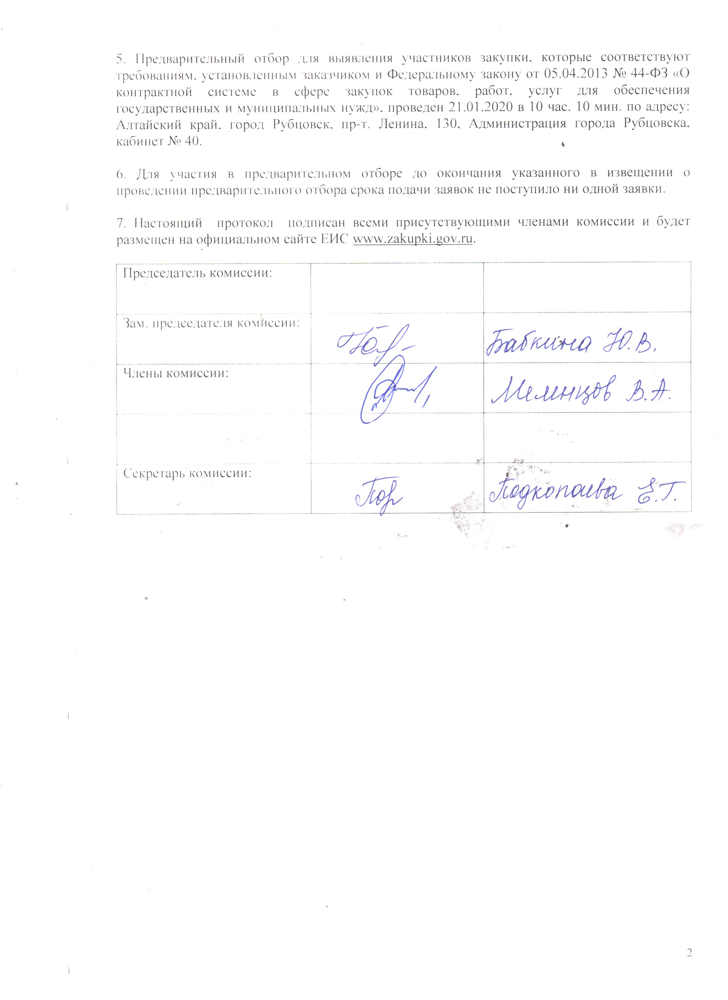 5. Предварительный отбор для выявления участников закупки, которые соответствуют
требованиям, установленным заказчиком и Федеральному закону от 05.04.2013 № 44-ФЗ «О
контрактной системе в сфере закупок товаров, работ, услуг для обеспечения
государственных и муниципальных нужд», проведен 21.01.2020 в 10 час. 10 мин. по адресу:
Алтайский край, город Рубцовск, пр-т. Ленина, 130, Администрация города Рубцовска,
кабинет № 40.
6. Для участия в предварительном отборе до окончания указанного в извещении о
проведении предварительного отбора срока подачи заявок не поступило ни одной заявки.
7. Настоящий протокол подписан всеми присутствующими членами комиссии и будет
размещен на официальном сайте ЕИС www.zakupki.gov.ru.
Председатель комиссии:
Зам. председателя комиссии: Бабкина Ю.В.
Члены комиссии: В.А.
Секретарь комиссии: Подкопаева Е.Г.
2